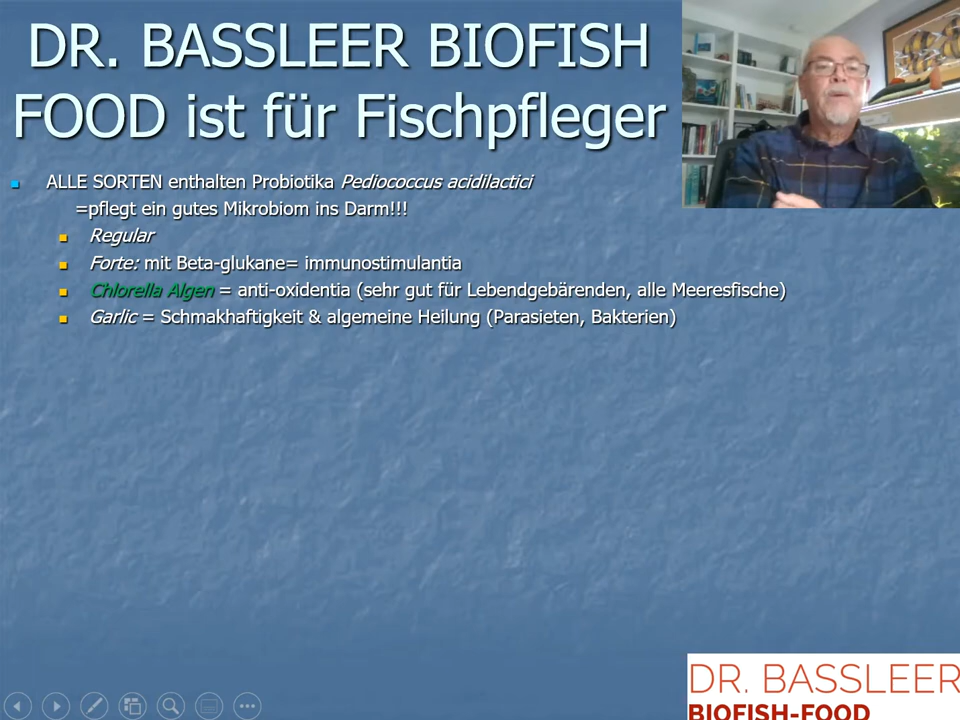 DR. BASSLEER BIOFISH
FOOD ist für Fischpfleger
ALLE SORTEN enthalten Probiotika Pediococcus acidilactici
=pflegt ein gutes Mikrobiom ins Darm!!!
Regular
Forte: mit Beta-glukane= immunostimulantia
Chlorella Algen = anti-oxidentia (sehr gut für Lebendgebärenden, alle Meeresfische)
Garlic = Schmakhaftigkeit & algemeine Heilung (Parasieten, Bakterien)
DR. BASSLEER
BIOFISH-FOOD